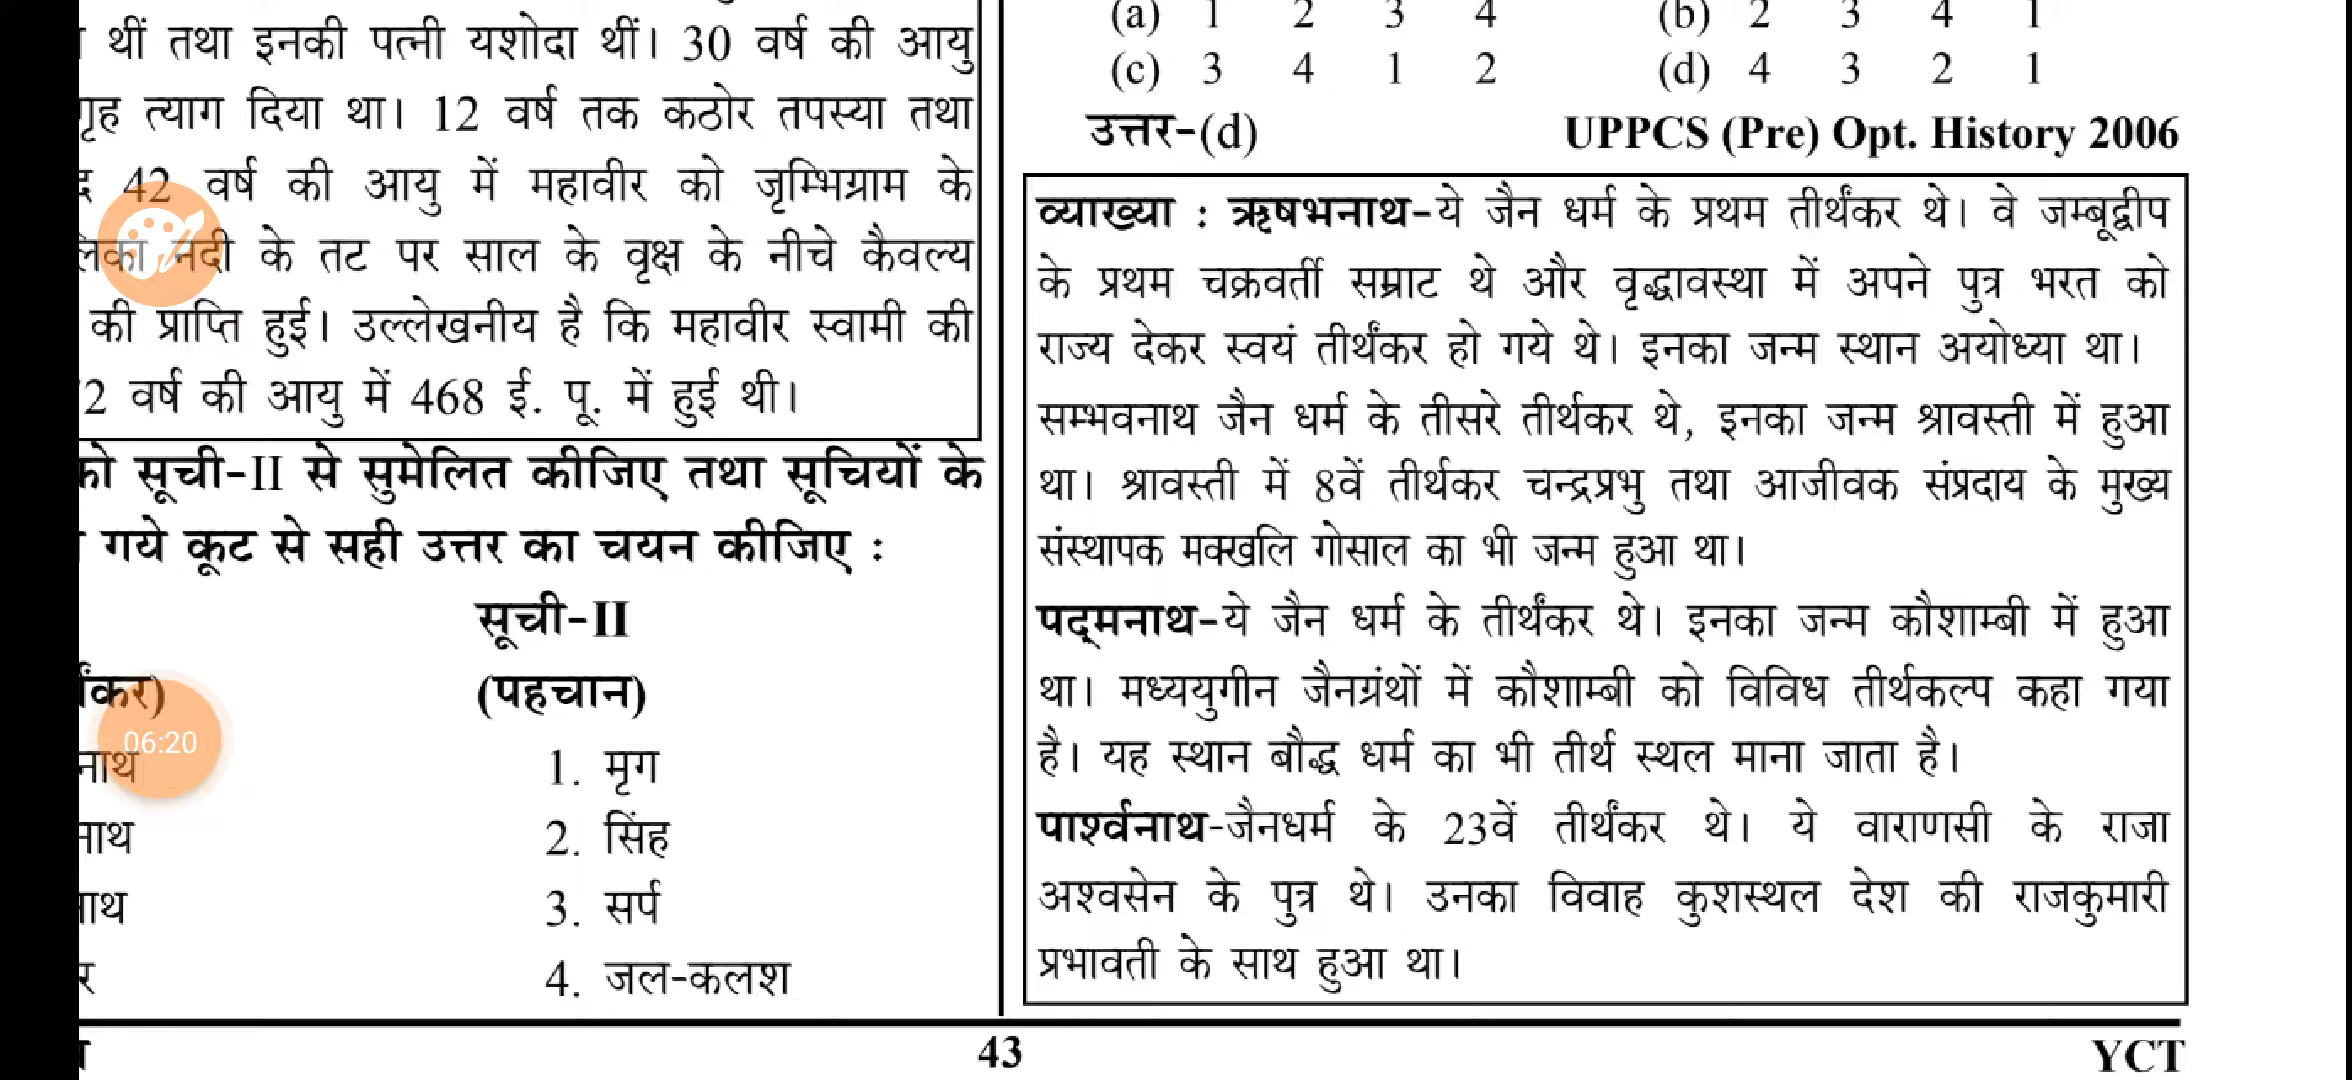 थीं तथा इनकी पत्नी यशोदा थीं। 30 वर्ष की आयु
गृह त्याग दिया था। 12 वर्ष तक कठोर तपस्या तथा
42 वर्ष की आयु में महावीर को जृम्भिग्राम के
नदी के तट पर साल के वृक्ष के नीचे कैवल्य
की प्राप्ति हुई। उल्लेखनीय है कि महावीर स्वामी की
2 वर्ष की आयु में 468 ई. पू. में हुई थी।
को सूची-II से सुमेलित कीजिए तथा सूचियों के
गये कूट से सही उत्तर का चयन कीजिए :
सूची-II
(पहचान)
06:20
1. मृग
नाथ
2. सिंह
नाथ
3. सर्प
नाथ
4. जल-कलश
र
(a) 1 2 3 4 (b) 2 3 4 1
(c) 3 4 1 2 (d) 4 3 2 1
उत्तर-(d) UPPCS (Pre) Opt. History 2006
व्याख्या : ऋषभनाथ-ये जैन धर्म के प्रथम तीर्थंकर थे। वे जम्बूद्वीप
के प्रथम चक्रवर्ती सम्राट थे और वृद्धावस्था में अपने पुत्र भरत को
राज्य देकर स्वयं तीर्थंकर हो गये थे। इनका जन्म स्थान अयोध्या था।
सम्भवनाथ जैन धर्म के तीसरे तीर्थकर थे, इनका जन्म श्रावस्ती में हुआ
था। श्रावस्ती में 8वें तीर्थकर चन्द्रप्रभु तथा आजीवक संप्रदाय के मुख्य
संस्थापक मक्खलि गोसाल का भी जन्म हुआ था।
पद्मनाथ-ये जैन धर्म के तीर्थंकर थे। इनका जन्म कौशाम्बी में हुआ
था। मध्ययुगीन जैनग्रंथों में कौशाम्बी को विविध तीर्थकल्प कहा गया
है। यह स्थान बौद्ध धर्म का भी तीर्थ स्थल माना जाता है।
पार्श्वनाथ-जैनधर्म के 23वें तीर्थंकर थे। ये वाराणसी के राजा
अश्वसेन के पुत्र थे। उनका विवाह कुशस्थल देश की राजकुमारी
प्रभावती के साथ हुआ था।
43
YCT